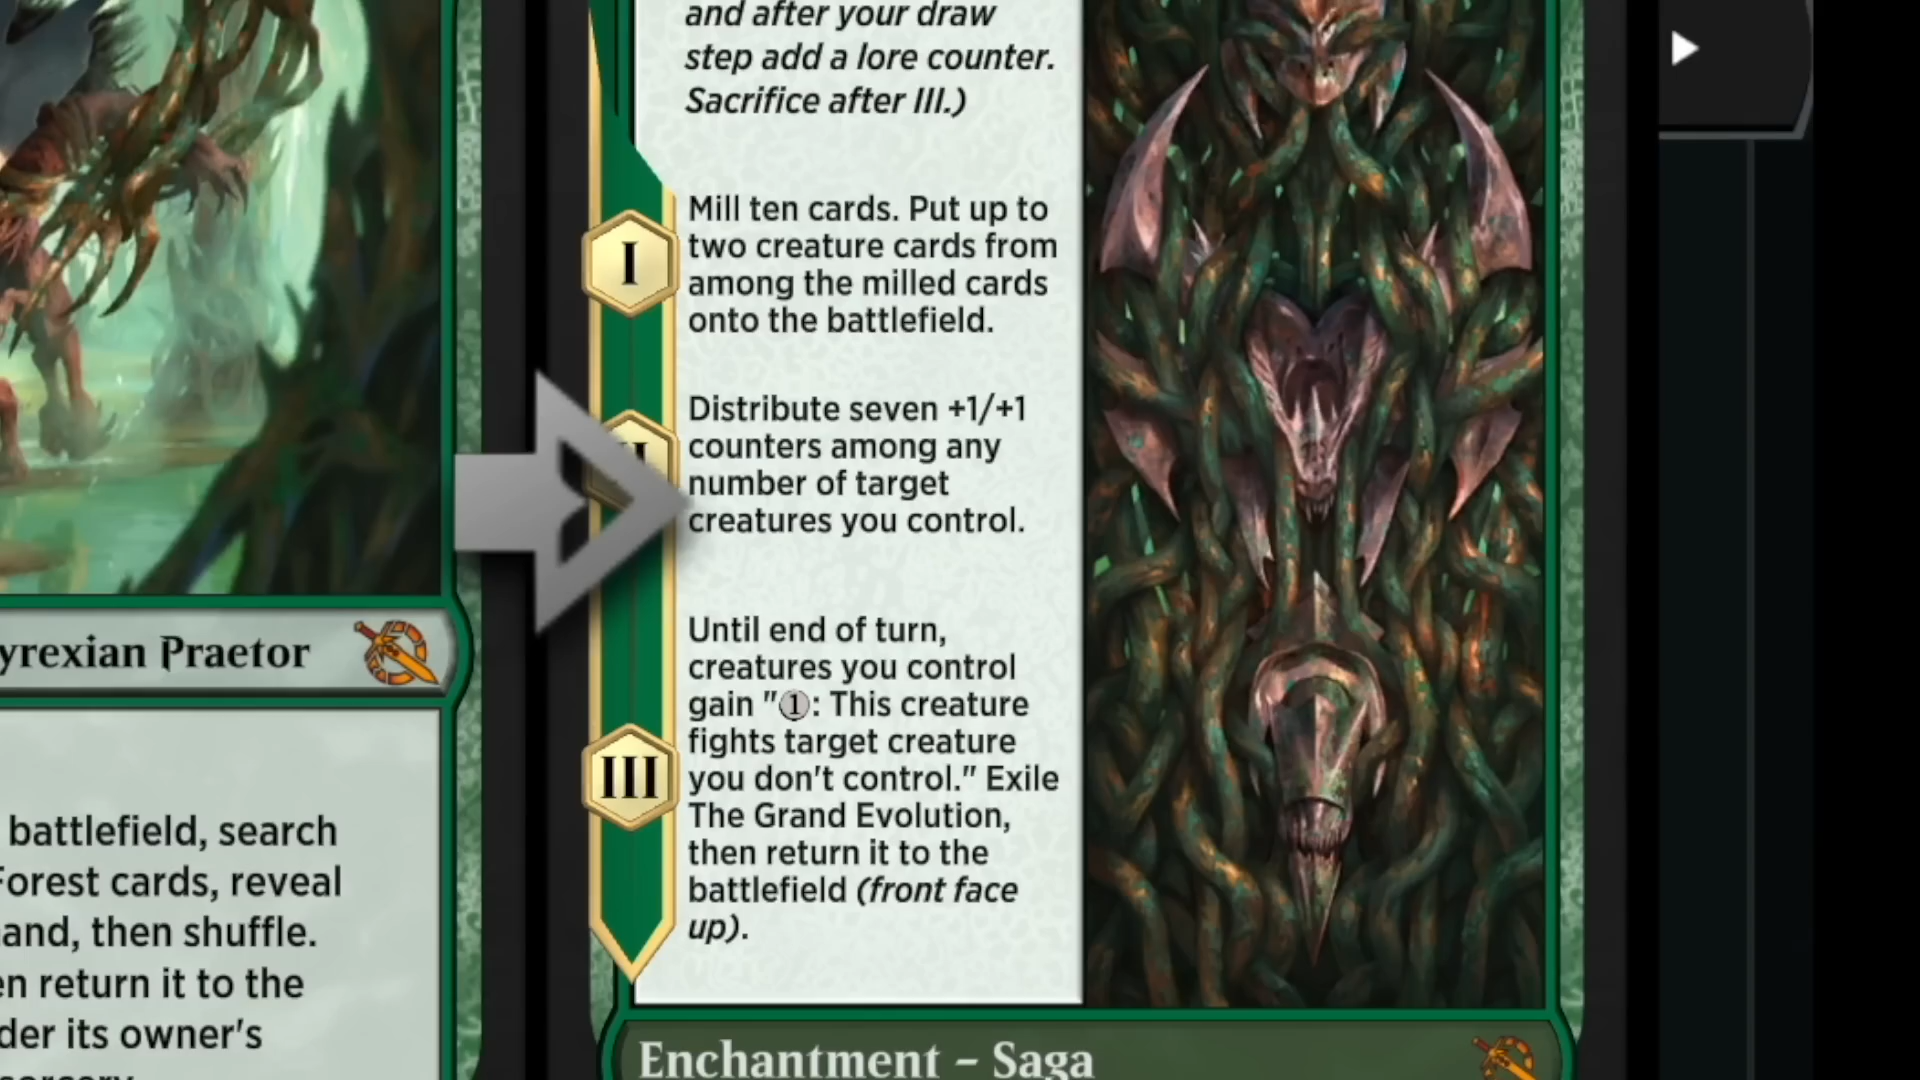 yrexian Praetor
battlefield, search
Forest cards, reveal
hand, then shuffle.
en return it to the
der its owner's
and after your draw
step add a lore counter.
Sacrifice after III.)
I
Mill ten cards. Put up to
two creature cards from
among the milled cards
onto the battlefield.
Distribute seven +1/+1
counters among any
number of target
creatures you control.
III
Until end of turn,
creatures you control
gain "①: This creature
fights target creature
you don't control." Exile
The Grand Evolution,
then return it to the
battlefield (front face
up).
Enchantment – Saga